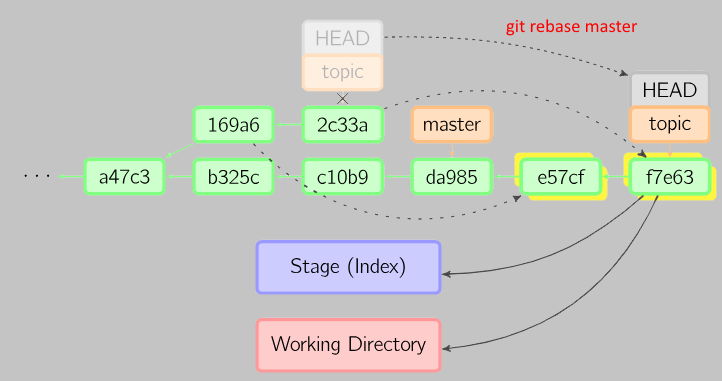 git rebase master
HEAD
topic
HEAD
topic
169a6
2c33a
master
· · ·
a47c3
b325c
c10b9
da985
e57cf
f7e63
Stage (Index)
Working Directory